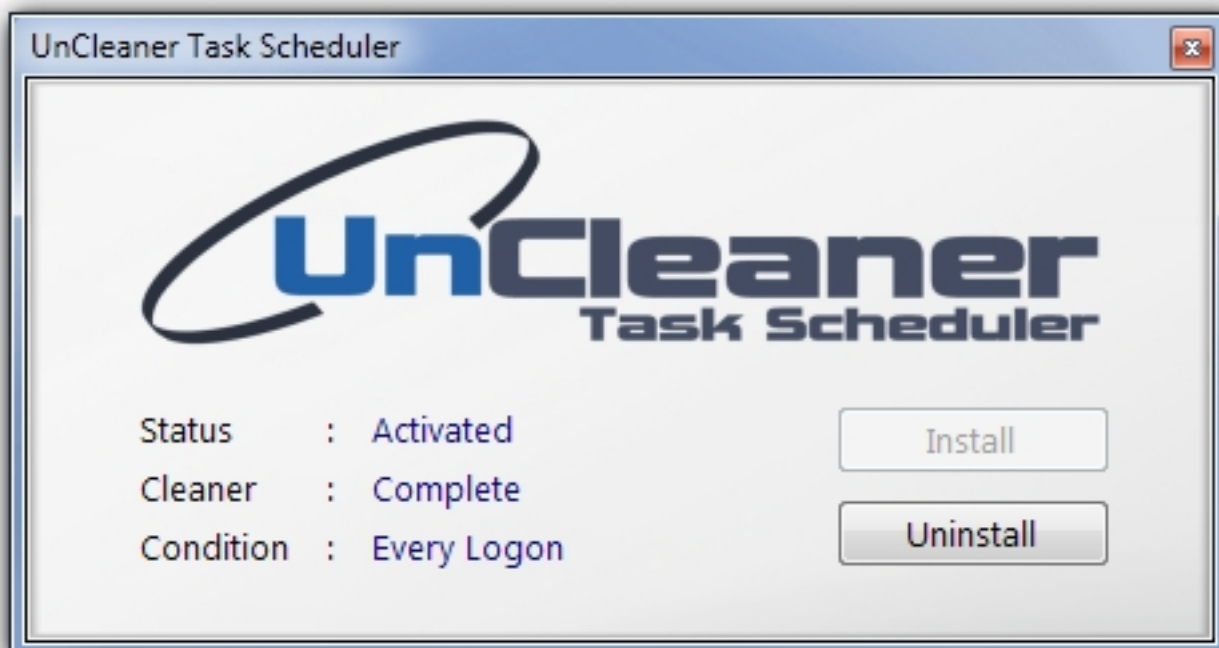 UnCleaner Task Scheduler
UnCleaner
Task Scheduler
Status : Activated
Install
Cleaner : Complete
Uninstall
Condition : Every Logon